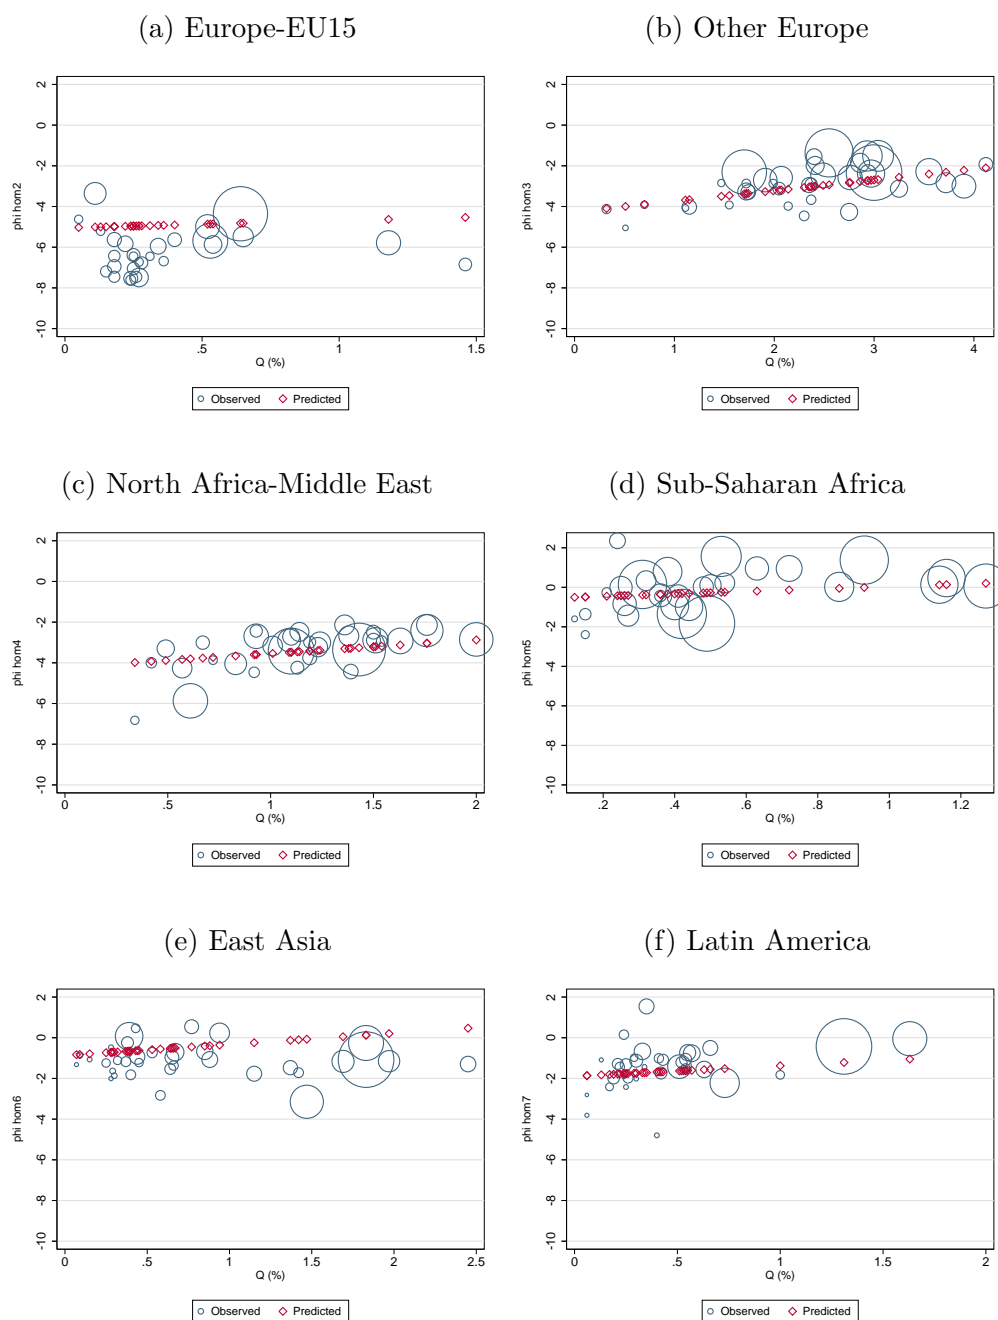 (a) Europe-EU15
(b) Other Europe
2
0
-2
-4
-6
-8
-10
phi hom2
0
.5
1
1.5
Q (%)
Observed
Predicted
2
0
-2
-4
-6
-8
-10
phi hom3
0
1
2
3
4
Q (%)
Observed
Predicted
(c) North Africa-Middle East
(d) Sub-Saharan Africa
2
0
-2
-4
-6
-8
-10
phi hom4
0
.5
1
1.5
2
Q (%)
Observed
Predicted
2
0
-2
-4
-6
-8
-10
phi hom5
.2
.4
.6
.8
1
1.2
Q (%)
Observed
Predicted
(e) East Asia
(f) Latin America
2
0
-2
-4
-6
-8
-10
phi hom6
0
.5
1
1.5
2
2.5
Q (%)
Observed
Predicted
2
0
-2
-4
-6
-8
-10
phi hom7
0
.5
1
1.5
2
Q (%)
Observed
Predicted